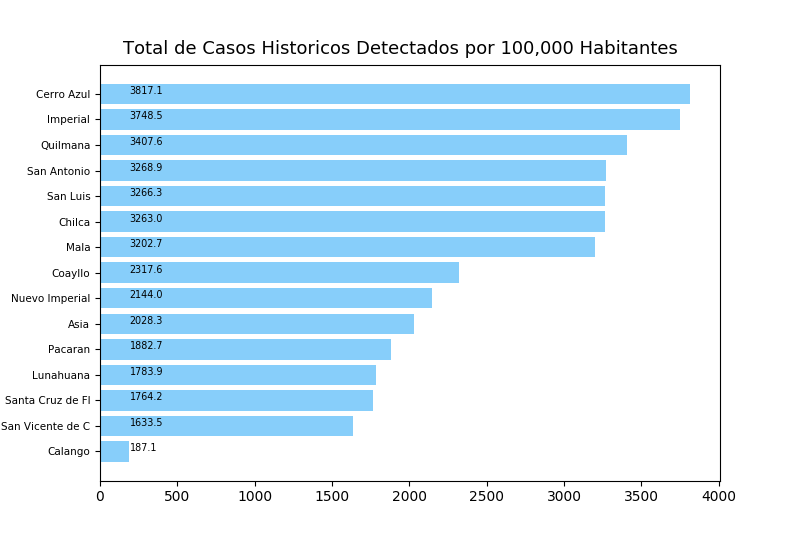 Total de Casos Historicos Detectados por 100,000 Habitantes
Cerro Azul 3817.1
Imperial 3748.5
Quilmana 3407.6
San Antonio 3268.9
San Luis 3266.3
Chilca 3263.0
Mala 3202.7
Coayllo 2317.6
Nuevo Imperial 2144.0
Asia 2028.3
Pacaran 1882.7
Lunahuana 1783.9
Santa Cruz de Fl 1764.2
San Vicente de C 1633.5
Calango 187.1
0 500 1000 1500 2000 2500 3000 3500 4000